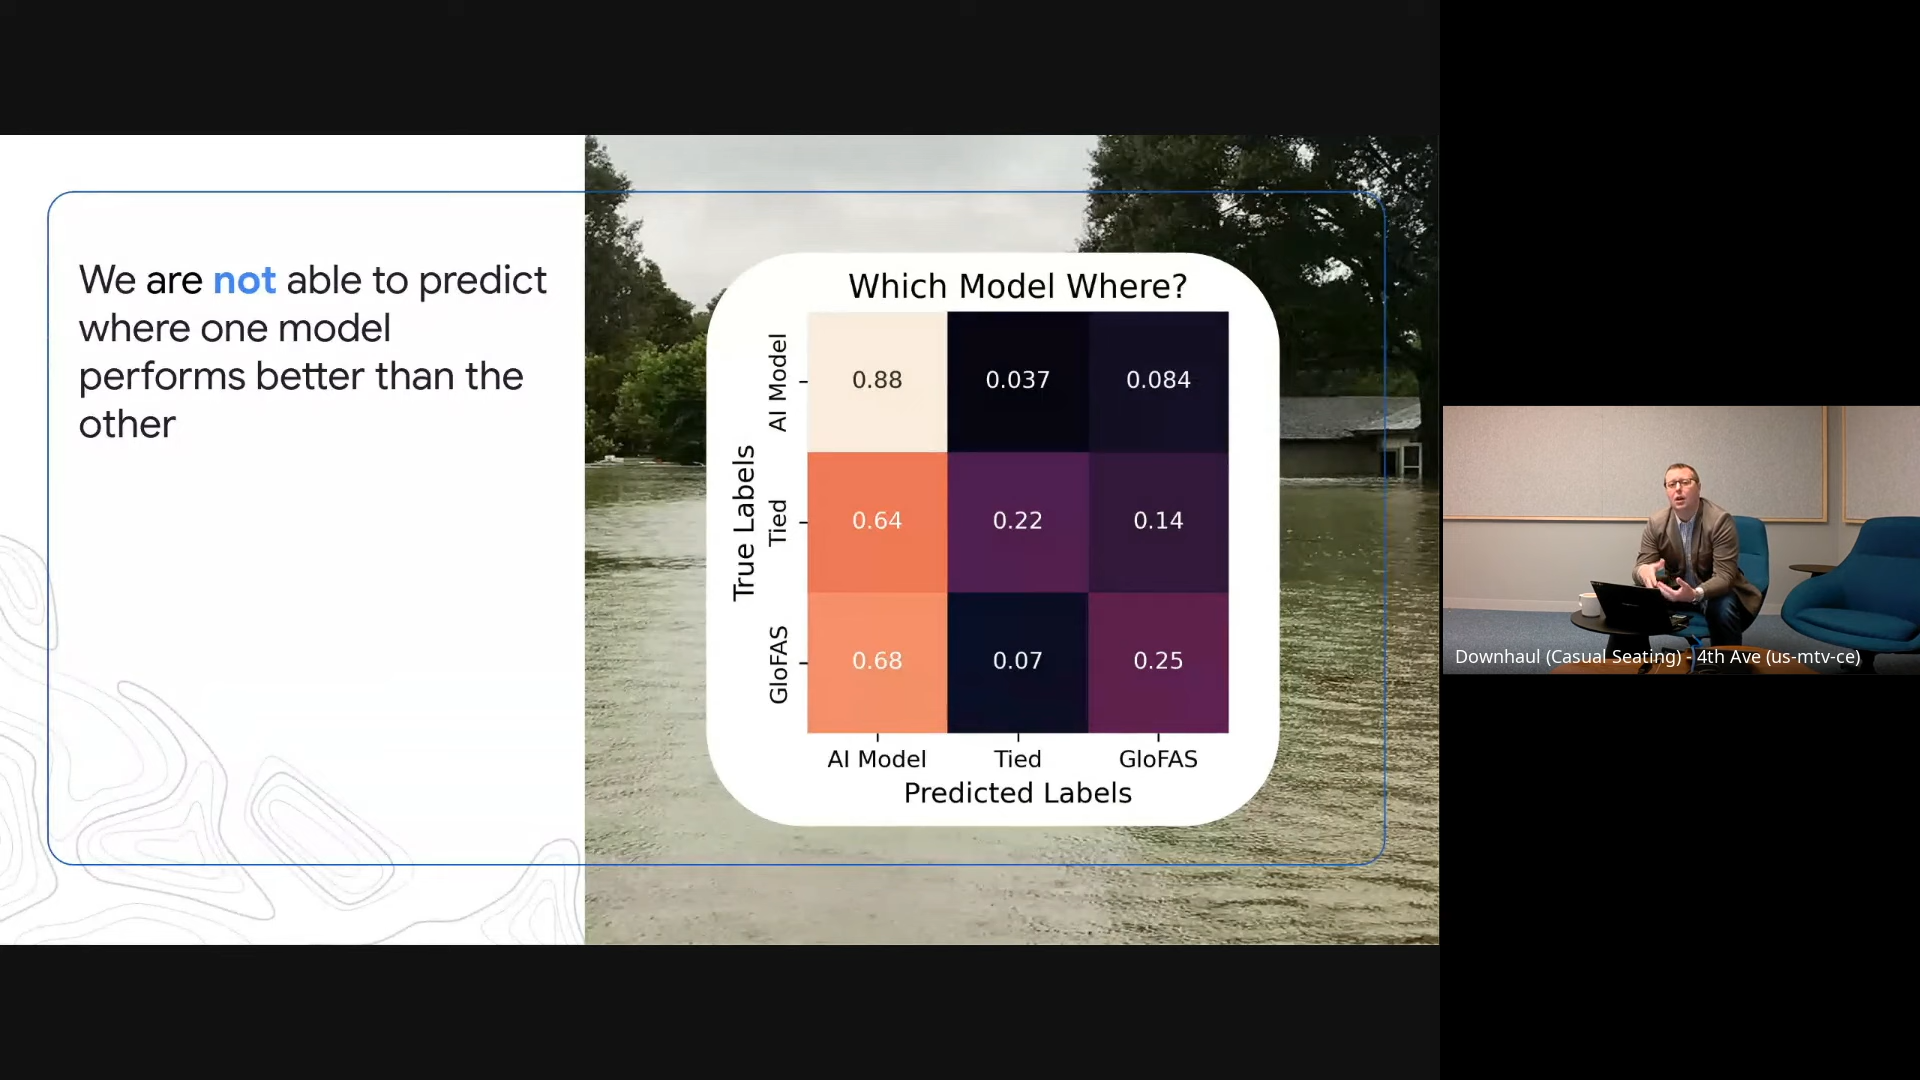 We are not able to predict
where one model
performs better than the
other
Which Model Where?
True Labels
AI Model
0.88
0.037
0.084
Tied
0.64
0.22
0.14
GloFAS
0.68
0.07
0.25
AI Model
Tied
GloFAS
Predicted Labels
Downhaul (Casual Seating) - 4th Ave (us-mtv-ce)